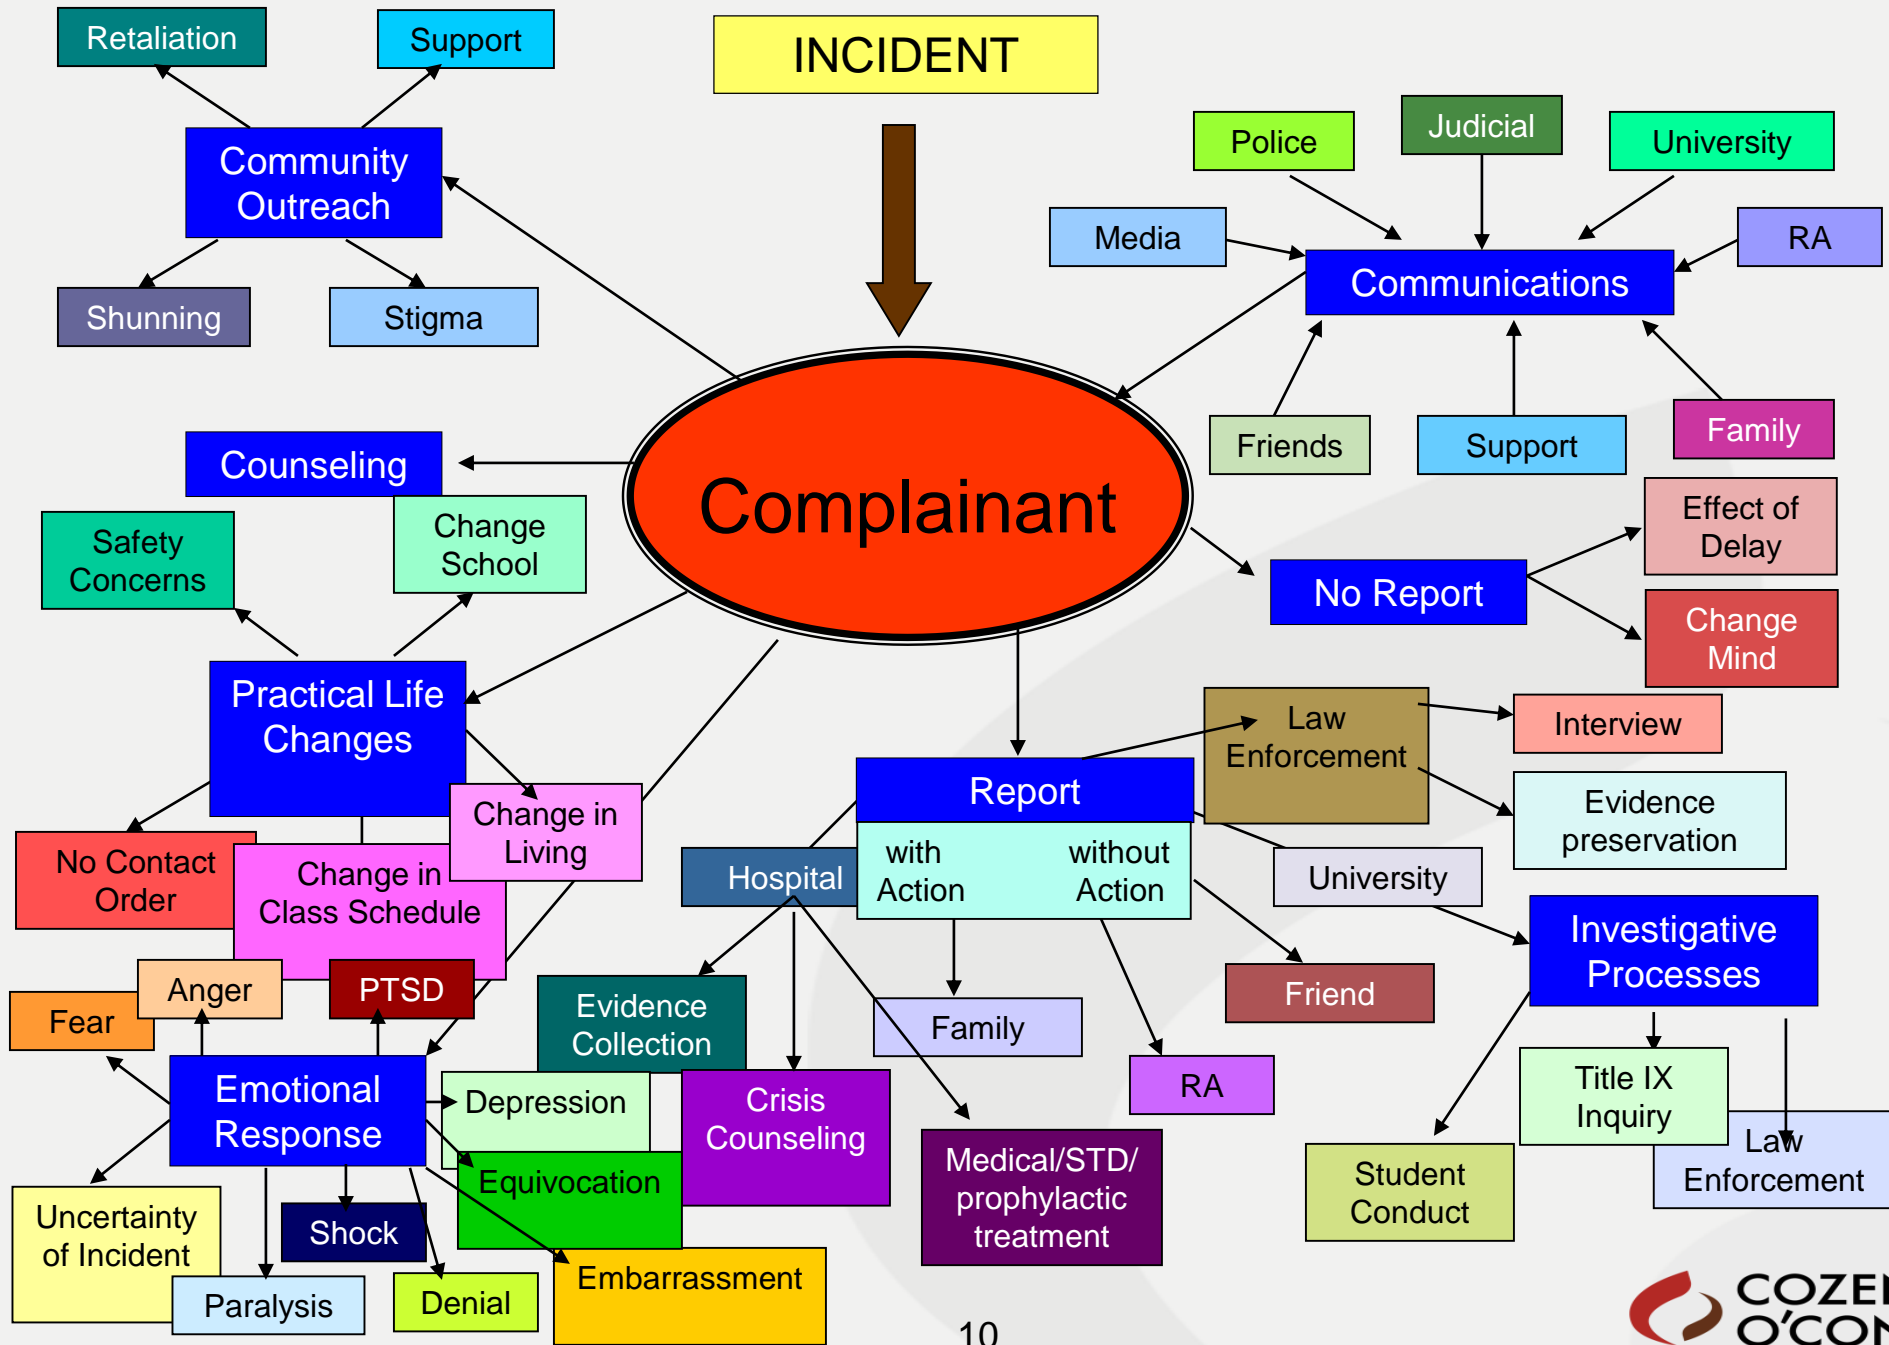 Retaliation
Support
INCIDENT
Police
Judicial
University
Community
Outreach
Media
RA
Communications
Shunning
Stigma
Friends
Support
Family
Counseling
Complainant
Change
School
Safety
Concerns
Effect of
Delay
No Report
Change
Mind
Practical Life
Changes
Law
Enforcement
Interview
Report
Evidence
preservation
Change in
Living
No Contact
Order
Change in
Class Schedule
Hospital
with
Action
without
Action
University
Investigative
Processes
Anger
PTSD
Fear
Evidence
Collection
Family
Friend
Emotional
Response
Depression
Crisis
Counseling
RA
Title IX
Inquiry
Law
Enforcement
Medical/STD/
prophylactic
treatment
Student
Conduct
Equivocation
Uncertainty
of Incident
Shock
Paralysis
Denial
Embarrassment
10
COZEN
O'CON